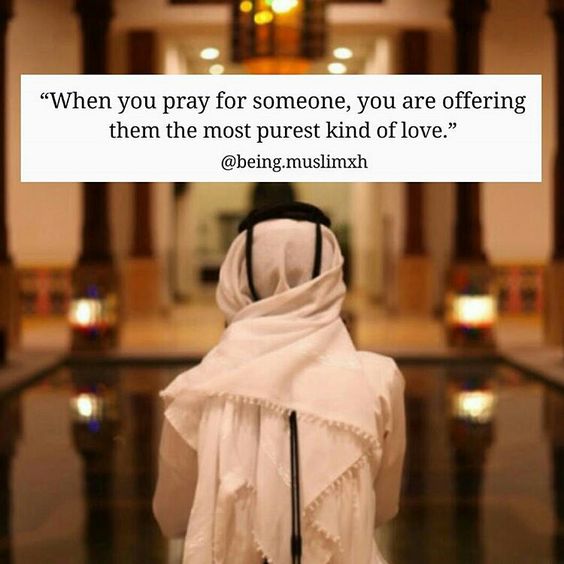 “When you pray for someone, you are offering
them the most purest kind of love.”
@being.muslimxh